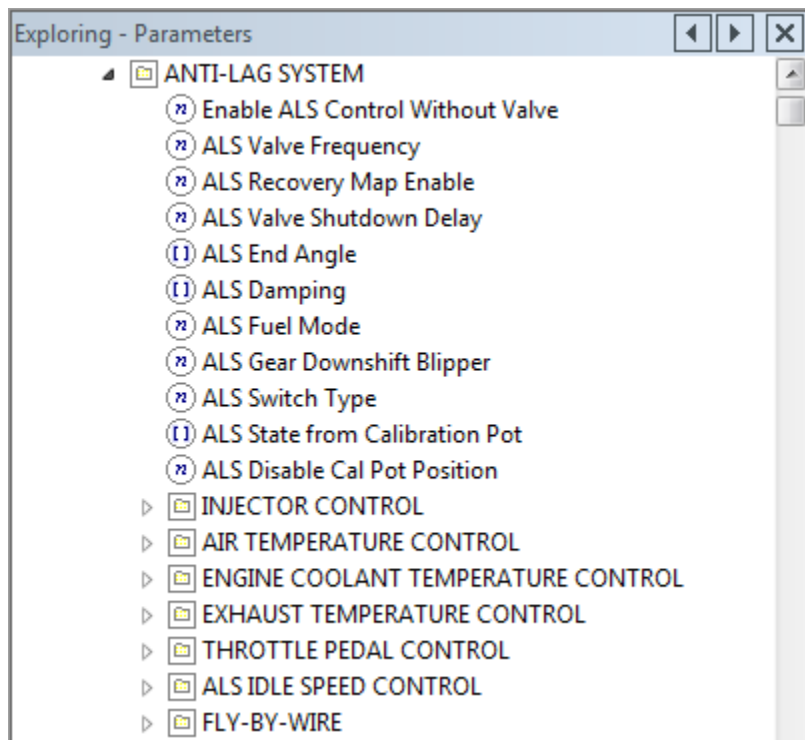 Exploring - Parameters
ANTI-LAG SYSTEM
Enable ALS Control Without Valve
ALS Valve Frequency
ALS Recovery Map Enable
ALS Valve Shutdown Delay
ALS End Angle
ALS Damping
ALS Fuel Mode
ALS Gear Downshift Blipper
ALS Switch Type
ALS State from Calibration Pot
ALS Disable Cal Pot Position
INJECTOR CONTROL
AIR TEMPERATURE CONTROL
ENGINE COOLANT TEMPERATURE CONTROL
EXHAUST TEMPERATURE CONTROL
THROTTLE PEDAL CONTROL
ALS IDLE SPEED CONTROL
FLY-BY-WIRE